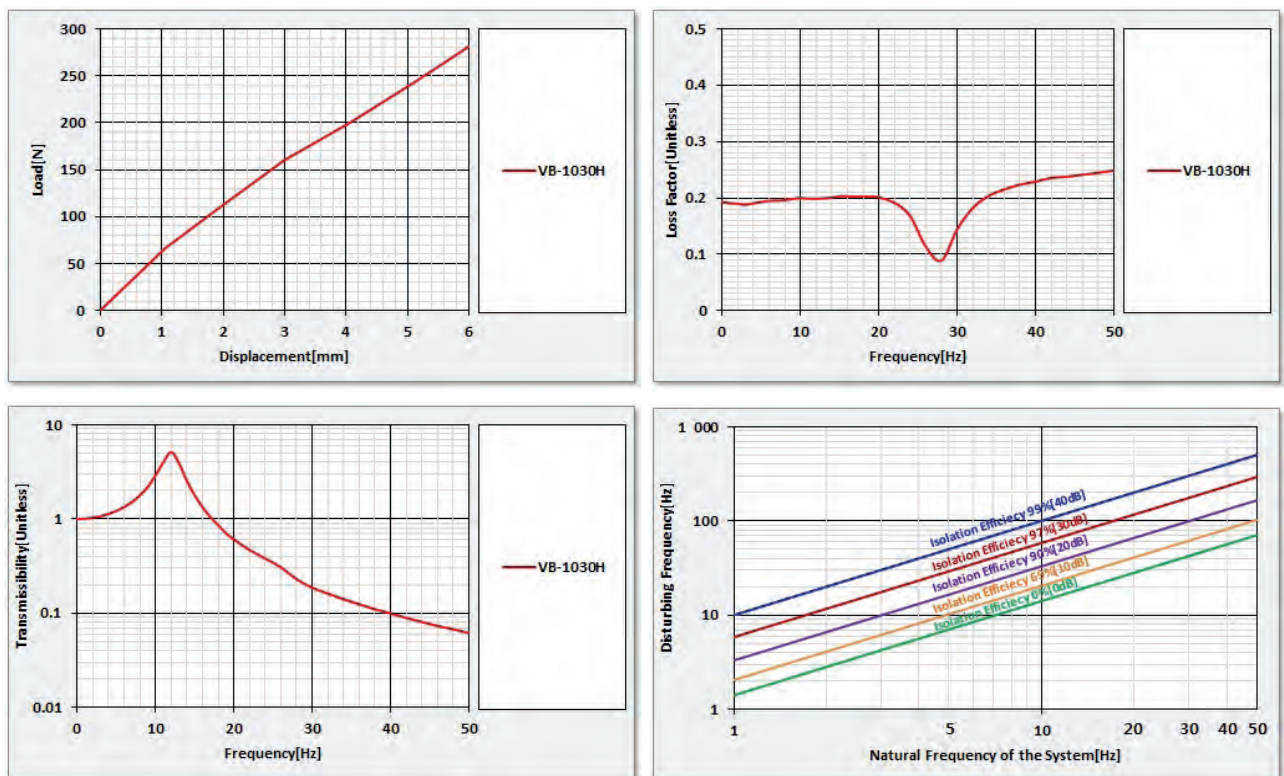 300
250
200
150
100
50
0
Load[N]
0 1 2 3 4 5 6
Displacement[mm]
VB-1030H
0.5
0.4
0.3
0.2
0.1
0
Loss Factor[Unitless]
0 10 20 30 40 50
Frequency[Hz]
VB-1030H
10
1
0.1
0.01
Transmissibility[Unitless]
0 10 20 30 40 50
Frequency[Hz]
VB-1030H
1 000
100
10
1
Disturbing Frequency[Hz]
Isolation Efficiecy 99%[40dB]
Isolation Efficiecy 97%[30dB]
Isolation Efficiecy 90%[20dB]
Isolation Efficiecy 69%[10dB]
Isolation Efficiecy 0%[0dB]
1 5 10 20 30 40 50
Natural Frequency of the System[Hz]